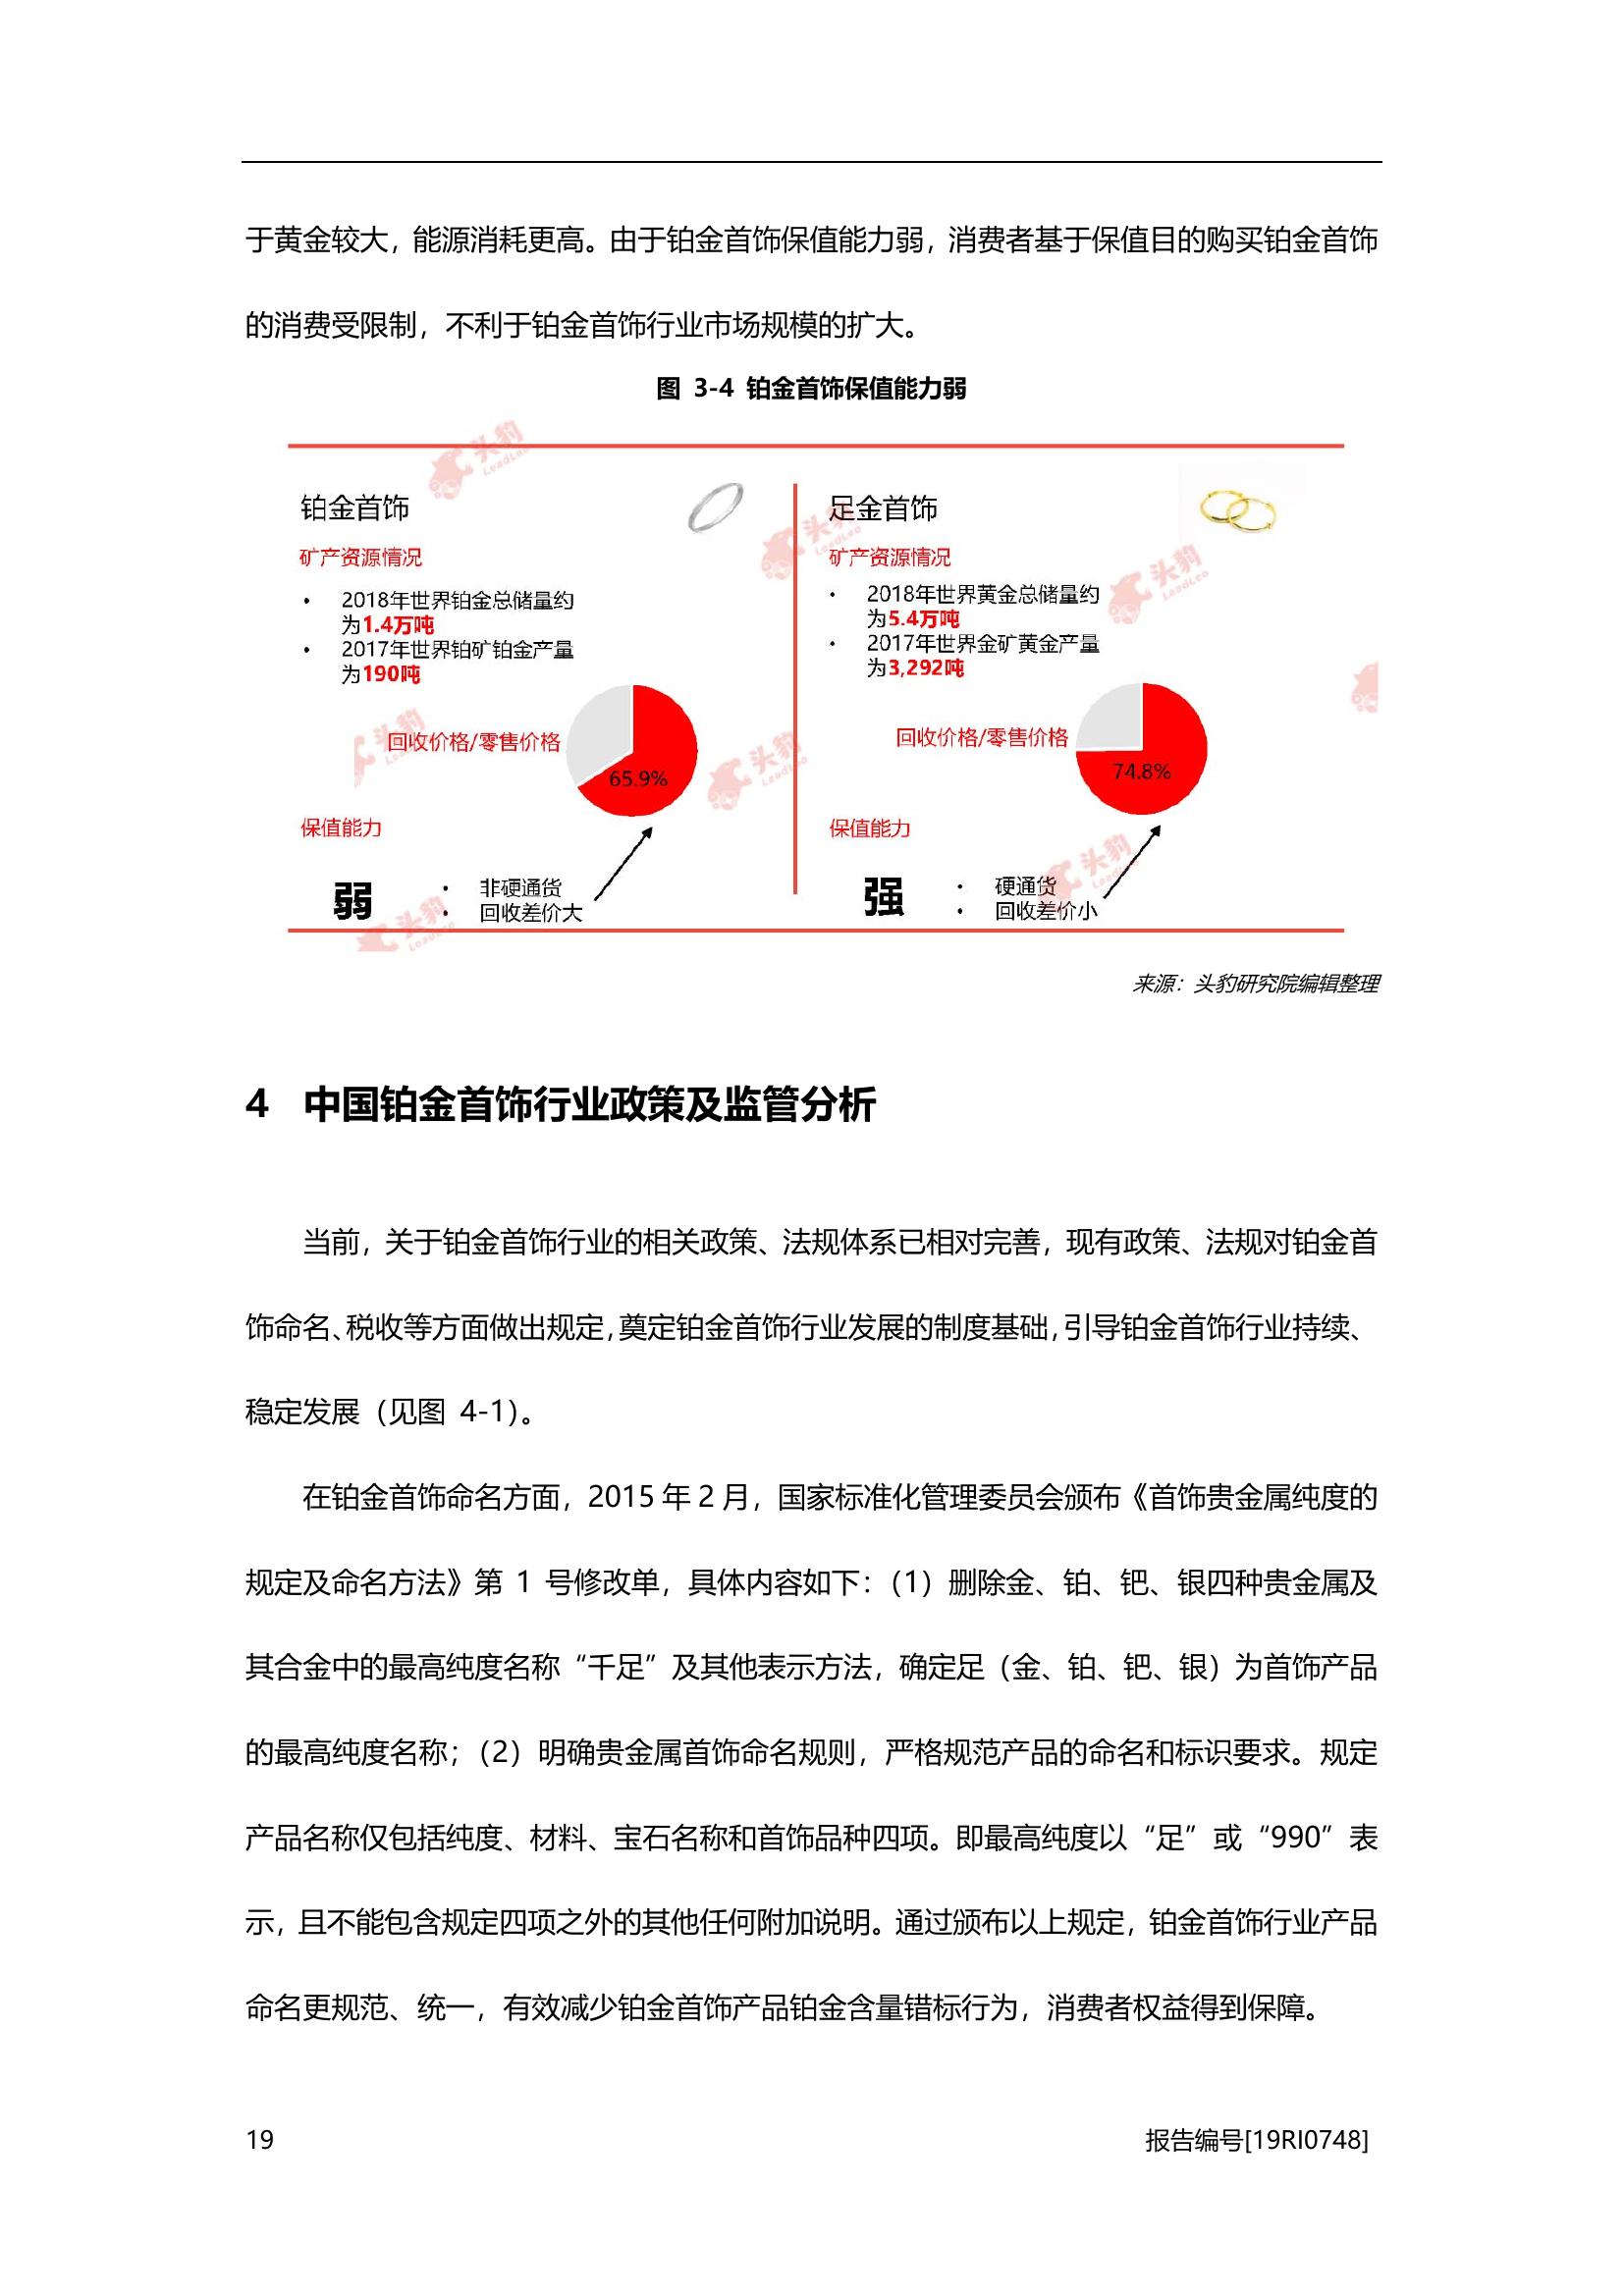 于黄金较大，能源消耗更高。由于铂金首饰保值能力弱，消费者基于保值目的购买铂金首饰
的消费受限制，不利于铂金首饰行业市场规模的扩大。
图 3-4 铂金首饰保值能力弱
铂金首饰
矿产资源情况
• 2018年世界铂金总储量约
为1.4万吨
• 2017年世界铂矿铂金产量
为190吨
回收价格/零售价格
65.9%
保值能力
弱
• 非硬通货
• 回收差价大
足金首饰
矿产资源情况
• 2018年世界黄金总储量约
为5.4万吨
• 2017年世界金矿黄金产量
为3,292吨
回收价格/零售价格
74.8%
保值能力
强
• 硬通货
• 回收差价小
头豹
LeadLeo
头豹
LeadLeo
头豹
LeadLeo
头豹
头豹
LeadLeo
头豹
头豹
来源：头豹研究院编辑整理
4 中国铂金首饰行业政策及监管分析
当前，关于铂金首饰行业的相关政策、法规体系已相对完善，现有政策、法规对铂金首
饰命名、税收等方面做出规定，奠定铂金首饰行业发展的制度基础，引导铂金首饰行业持续、
稳定发展（见图 4-1）。
在铂金首饰命名方面，2015 年 2 月，国家标准化管理委员会颁布《首饰贵金属纯度的
规定及命名方法》第 1 号修改单，具体内容如下：（1）删除金、铂、钯、银四种贵金属及
其合金中的最高纯度名称“千足”及其他表示方法，确定足（金、铂、钯、银）为首饰产品
的最高纯度名称；（2）明确贵金属首饰命名规则，严格规范产品的命名和标识要求。规定
产品名称仅包括纯度、材料、宝石名称和首饰品种四项。即最高纯度以“足”或“990”表
示，且不能包含规定四项之外的其他任何附加说明。通过颁布以上规定，铂金首饰行业产品
命名更规范、统一，有效减少铂金首饰产品铂金含量错标行为，消费者权益得到保障。
19
报告编号[19RI0748]